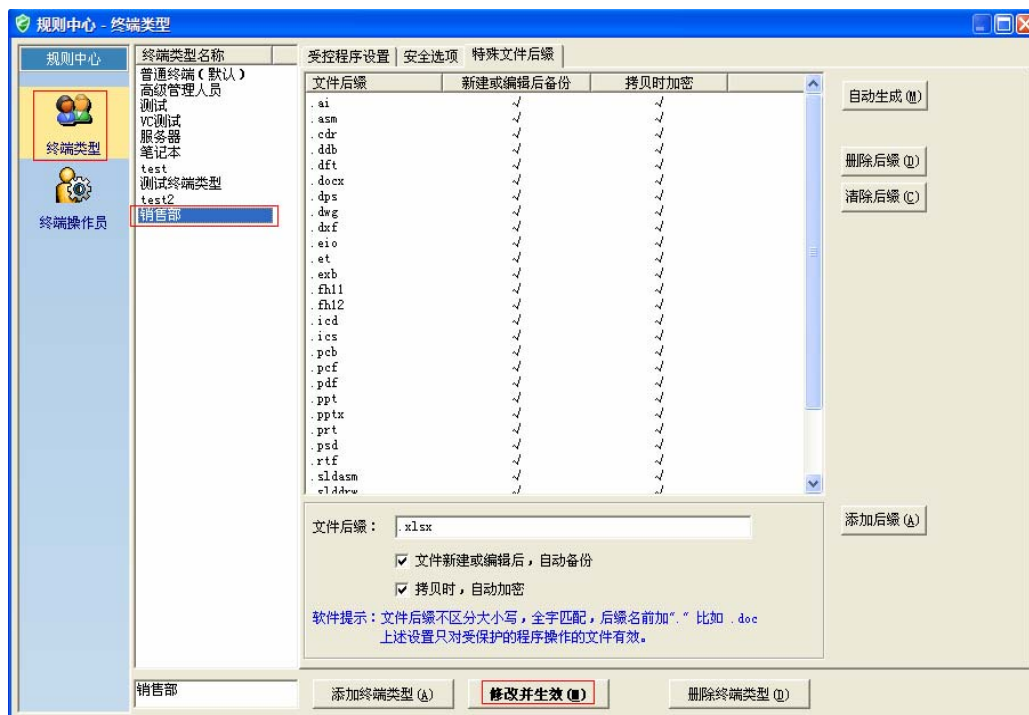 规则中心 - 终端类型
规则中心
终端类型
终端操作员
终端类型名称
普通终端(默认)
高级管理人员
测试
VC测试
服务器
笔记本
test
测试终端类型
test2
销售部
受控程序设置 安全选项 特殊文件后缀
文件后缀 新建或编辑后备份 拷贝时加密
.ai √ √
.asm √ √
.cdr √ √
.ddb √ √
.dft √ √
.docx √ √
.dps √ √
.dwg √ √
.dxf √ √
.eio √ √
.et √ √
.exb √ √
.fh11 √ √
.fh12 √ √
.icd √ √
.ics √ √
.pcb √ √
.pcf √ √
.pdf √ √
.ppt √ √
.pptx √ √
.prt √ √
.psd √ √
.rtf √ √
.sldasm √ √
.slddrw √ √
自动生成(M)
删除后缀(D)
清除后缀(C)
文件后缀: .xlsx
添加后缀(A)
文件新建或编辑后,自动备份
拷贝时,自动加密
软件提示:文件后缀不区分大小写,全字匹配,后缀名前加"." 比如 .doc
上述设置只对受保护的程序操作的文件有效。
销售部
添加终端类型(A) 修改并生效(M) 删除终端类型(D)